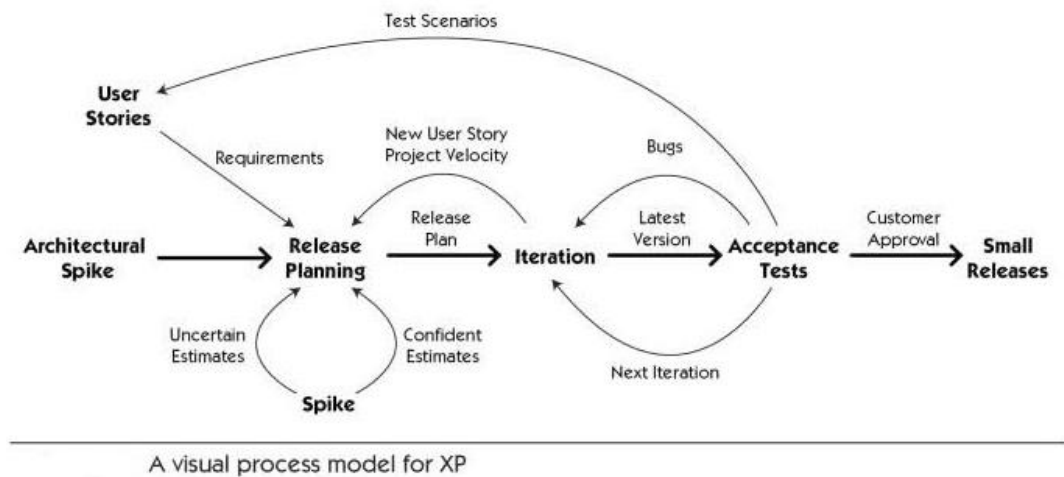 Test Scenarios
User
Stories
New User Story
Project Velocity
Bugs
Requirements
Release
Plan
Latest
Version
Customer
Approval
Architectural
Spike
Release
Planning
Iteration
Acceptance
Tests
Small
Releases
Uncertain
Estimates
Confident
Estimates
Next Iteration
Spike
A visual process model for XP